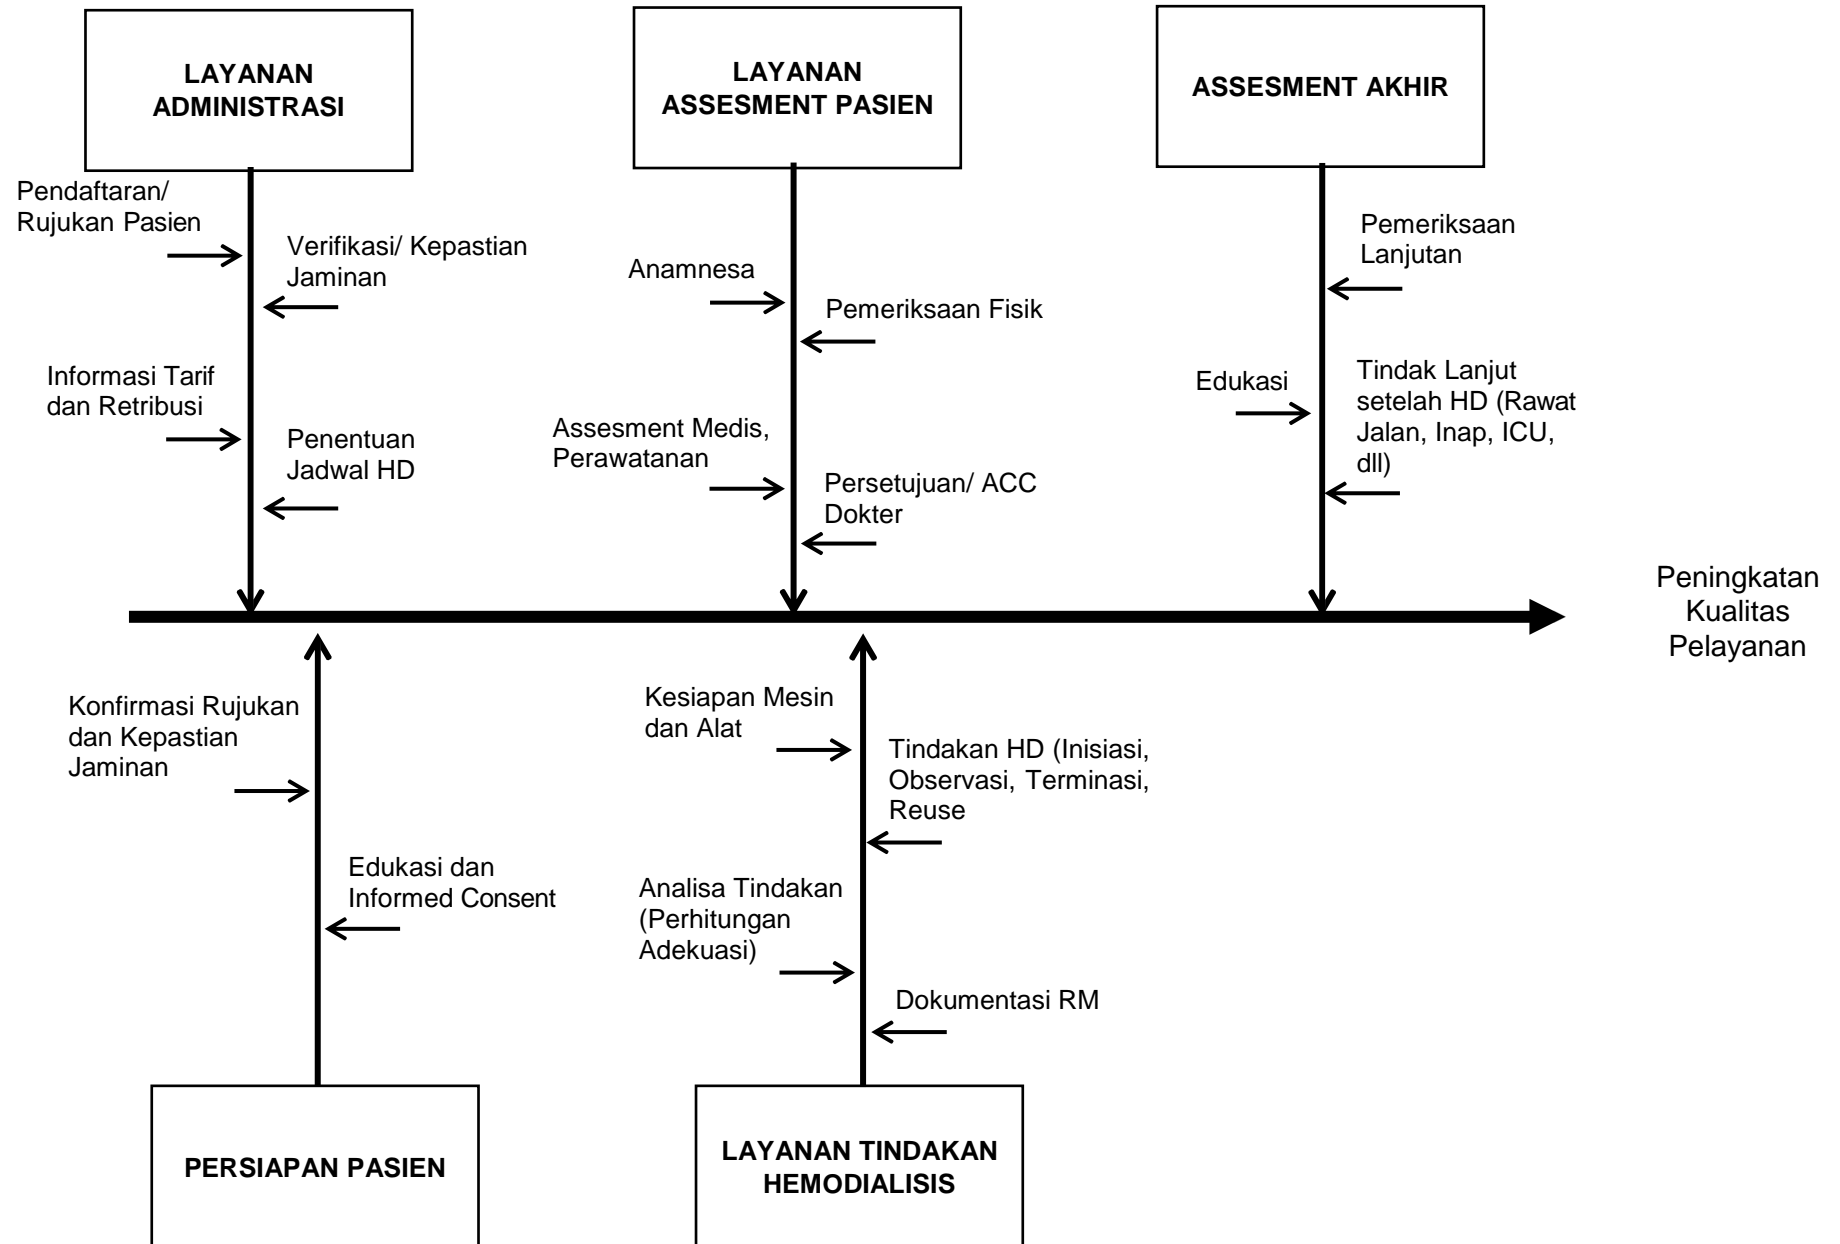 LAYANAN
ADMINISTRASI
LAYANAN
ASSESMENT PASIEN
ASSESMENT AKHIR
Pendaftaran/
Rujukan Pasien
Verifikasi/ Kepastian
Jaminan
Informasi Tarif
dan Retribusi
Penentuan
Jadwal HD
Anamnesa
Pemeriksaan Fisik
Assesment Medis,
Perawatanan
Persetujuan/ ACC
Dokter
Pemeriksaan
Lanjutan
Edukasi
Tindak Lanjut
setelah HD (Rawat
Jalan, Inap, ICU,
dll)
Peningkatan
Kualitas
Pelayanan
Konfirmasi Rujukan
dan Kepastian
Jaminan
Edukasi dan
Informed Consent
Kesiapan Mesin
dan Alat
Tindakan HD (Inisiasi,
Observasi, Terminasi,
Reuse
Analisa Tindakan
(Perhitungan
Adekuasi)
Dokumentasi RM
PERSIAPAN PASIEN
LAYANAN TINDAKAN
HEMODIALISIS